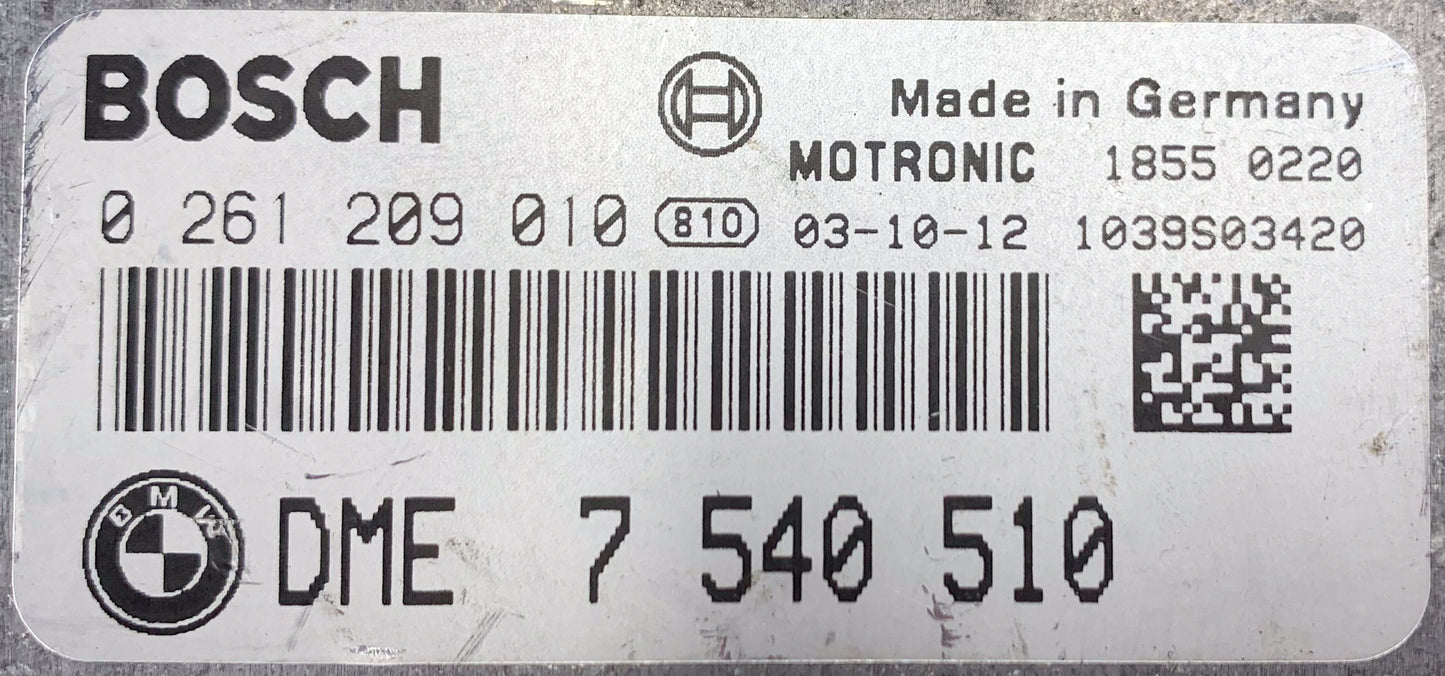 BOSCH Made in Germany
MOTRONIC 1855 0220
0 261 209 010 810 03-10-12 1039S03420
BMW DME 7 540 510